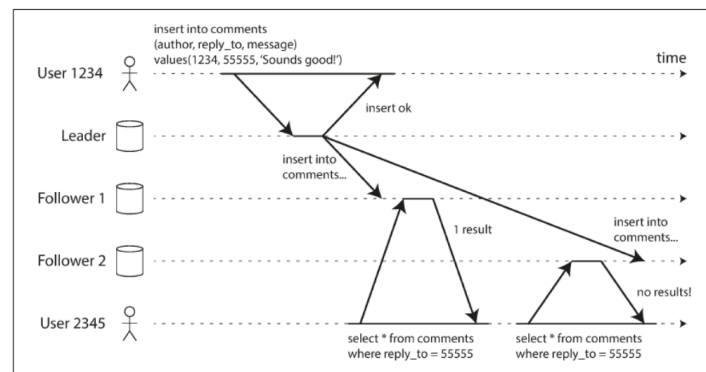 insert into comments
(author, reply_to, message)
values(1234, 55555, ‘Sounds good!’)
time
User 1234
insert ok
Leader
insert into
comments...
Follower 1
1 result
insert into
comments...
Follower 2
no results!
User 2345
select * from comments
where reply_to = 55555
select * from comments
where reply_to = 55555